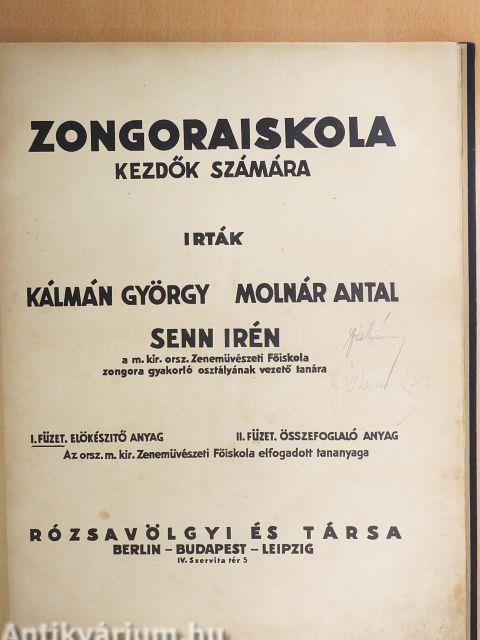 ZONGORAISKOLA
KEZDŐK SZÁMÁRA
IRTÁK
KÁLMÁN GYÖRGY MOLNÁR ANTAL
SENN IRÉN
a m. kir. orsz. Zeneművészeti Főiskola
zongora gyakorló osztályának vezető tanára
I. FÜZET. ELŐKÉSZITŐ ANYAG II. FÜZET. ÖSSZEFOGLALÓ ANYAG
Az orsz. m. kir. Zeneművészeti Főiskola elfogadott tananyaga
RÓZSAVÖLGYI ÉS TÁRSA
BERLIN – BUDAPEST – LEIPZIG
IV. Szervita tér 5
Antikvárium.hu